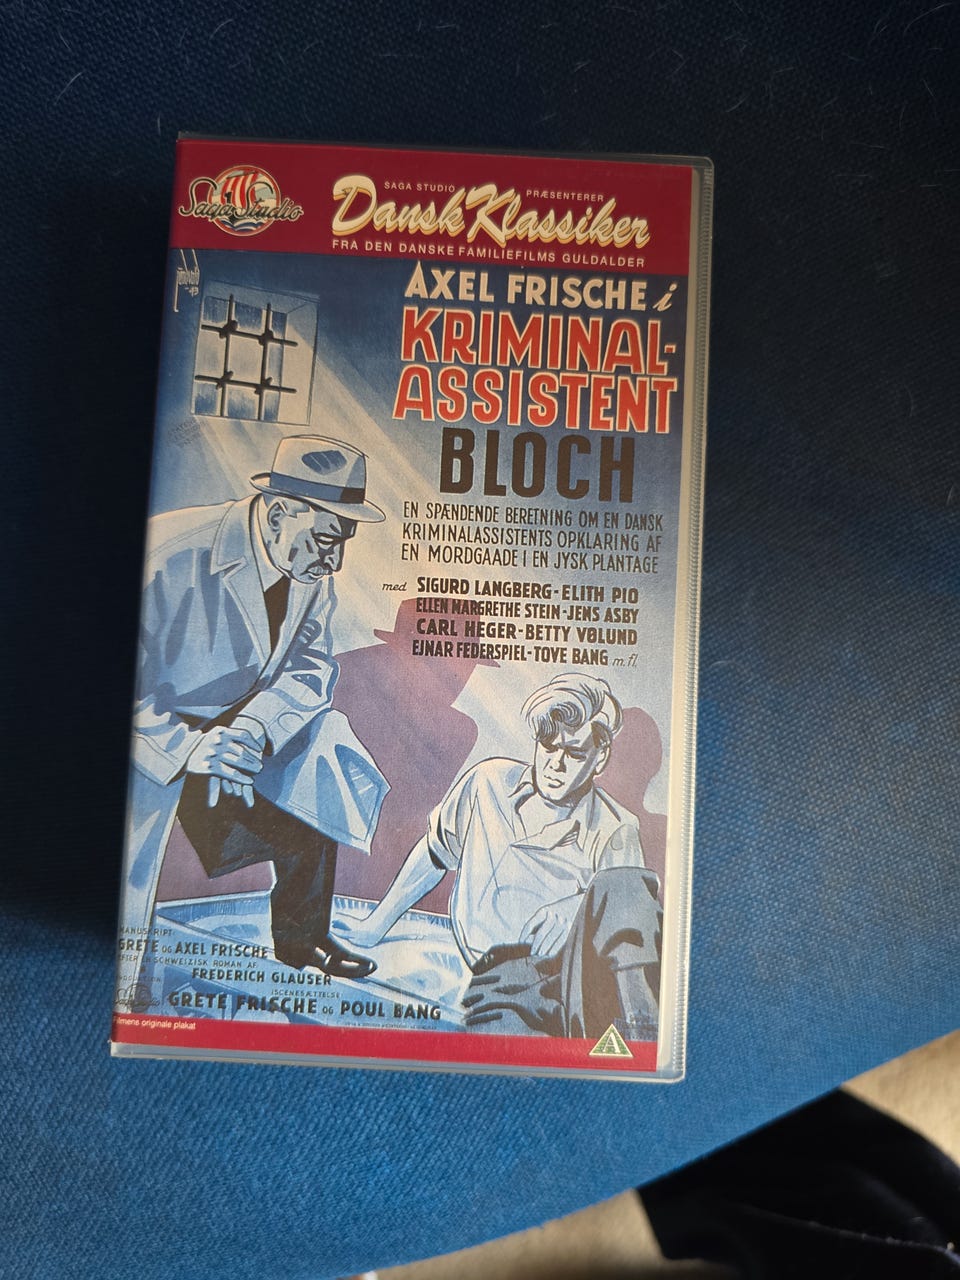 Saga Studio
SAGA STUDIO PRÆSENTERER
Dansk Klassiker
FRA DEN DANSKE FAMILIEFILMS GULDALDER
AXEL FRISCHE i
KRIMINAL-
ASSISTENT
BLOCH
EN SPÆNDENDE BERETNING OM EN DANSK
KRIMINALASSISTENTS OPKLARING AF
EN MORDGAADE I EN JYSK PLANTAGE
med SIGURD LANGBERG - ELITH PIO
ELLEN MARGRETHE STEIN - JENS ASBY
CARL HEGER - BETTY VØLUND
EJNAR FEDERSPIEL - TOVE BANG m.fl.
MANUSKRIPT:
GRETE OG AXEL FRISCHE
EFTER EN SCHWEIZISK ROMAN AF
FREDERICH GLAUSER
ISCENESÆTTELSE
GRETE FRISCHE OG POUL BANG
Filmens originale plakat
A